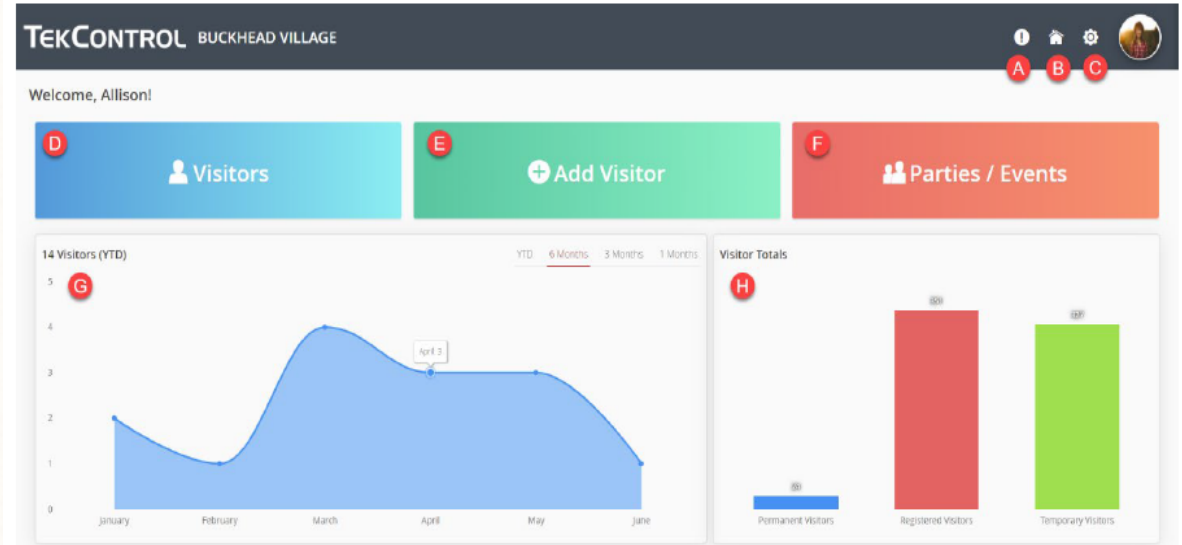 TEKCONTROL BUCKHEAD VILLAGE
A B C
Welcome, Allison!
D E F
Visitors Add Visitor Parties / Events
14 Visitors (YTD) YTD 6 Months 3 Months 1 Months Visitor Totals
5 G H
4
April 3
3
2
1
0
January February March April May June Permanent Visitors Registered Visitors Temporary Visitors